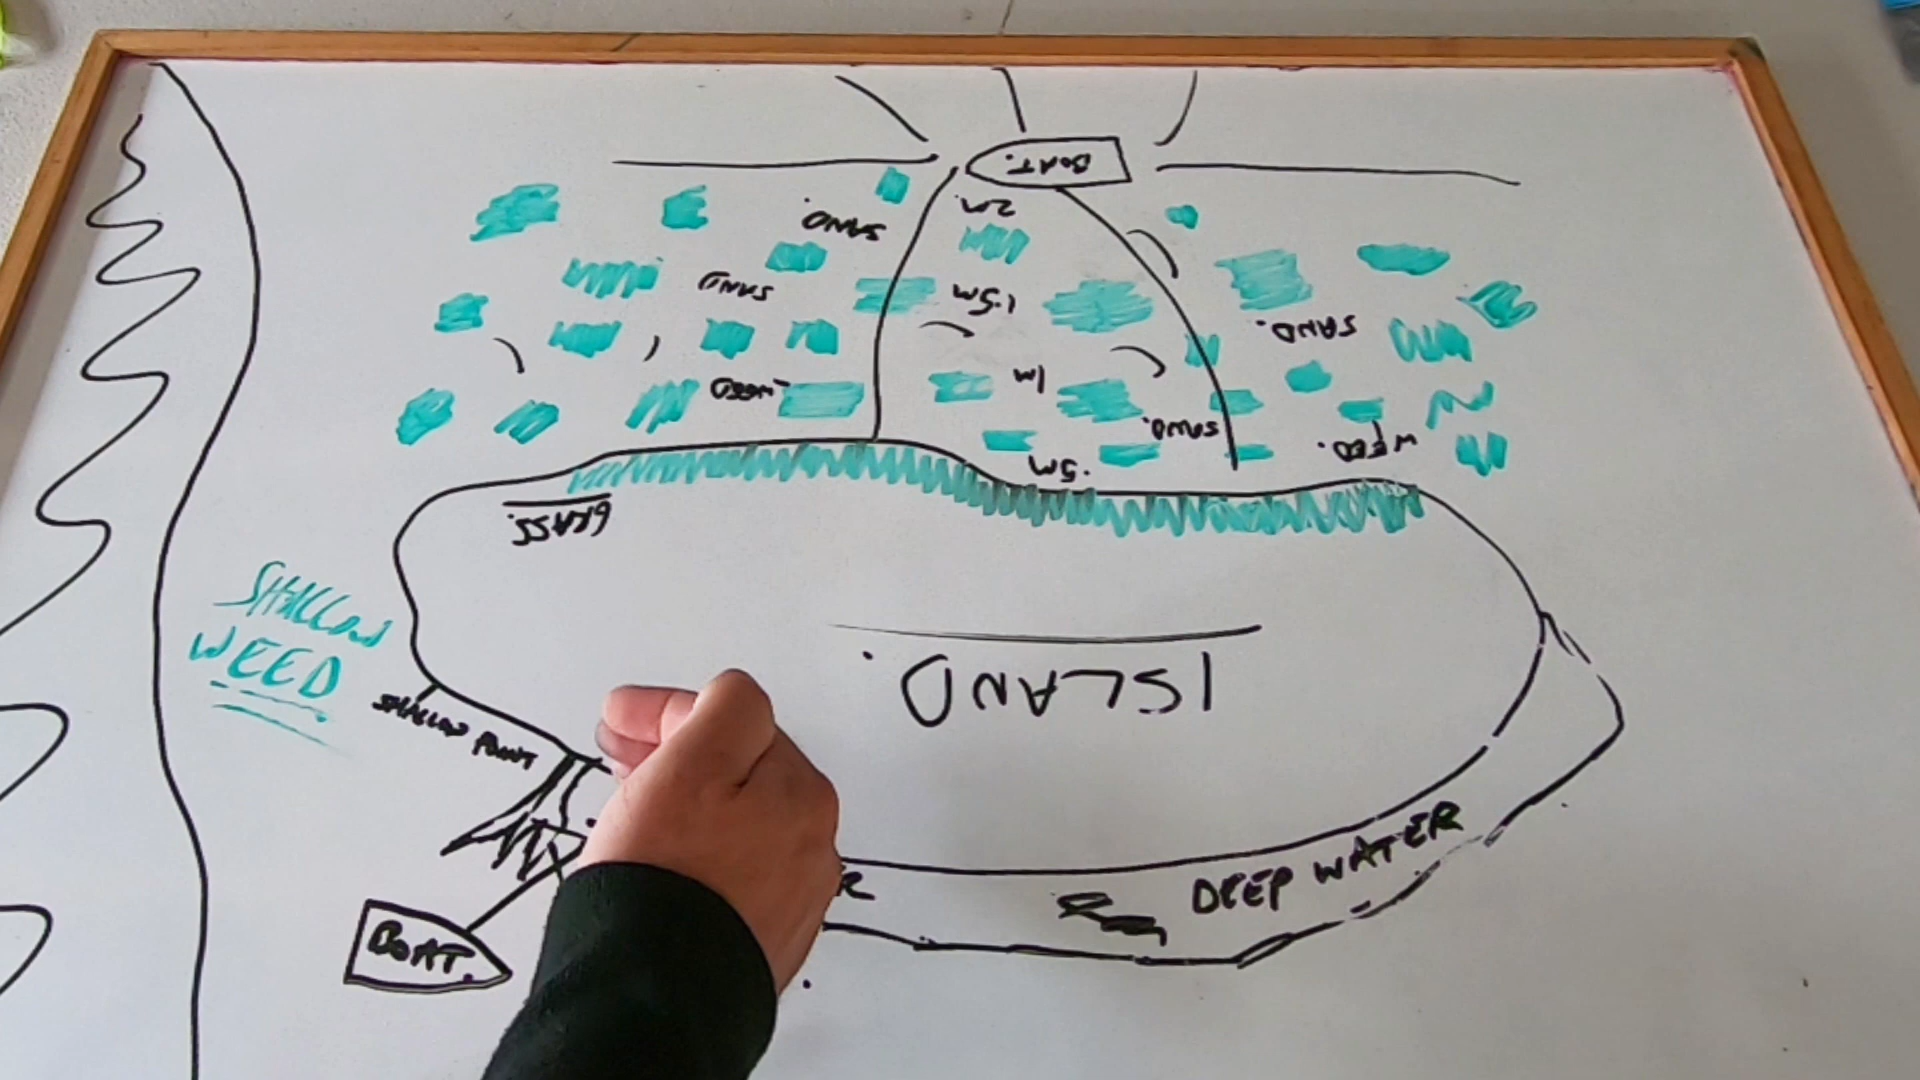 BOAT.
2m
SAND.
SAND
1.5m
SAND.
1m
WEED
SAND.
WEED.
.5m
GRASS.
SHALLOW
WEED
ISLAND.
SHALLOW POINT
DEEP WATER
BOAT.